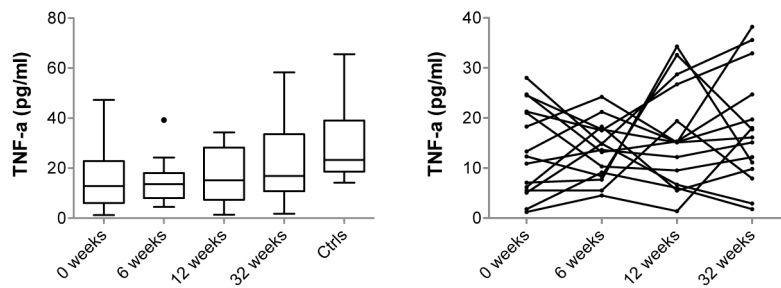 TNF-a (pg/ml)
80
60
40
20
0
0 weeks
6 weeks
12 weeks
32 weeks
Ctrls
TNF-a (pg/ml)
40
30
20
10
0
0 weeks
6 weeks
12 weeks
32 weeks